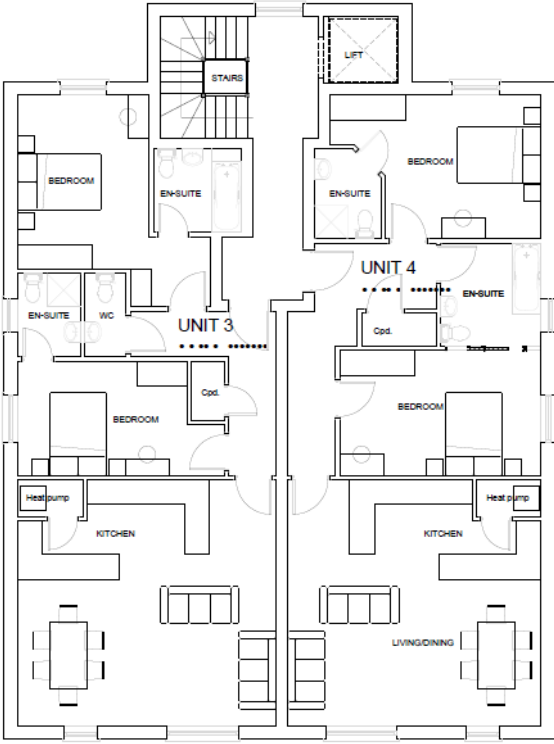 LIFT
STAIRS
BEDROOM
BEDROOM
EN-SUITE
EN-SUITE
UNIT 4
EN-SUITE
EN-SUITE
WC
UNIT 3
Cpd.
Cpd.
BEDROOM
BEDROOM
Heat pump
Heat pump
KITCHEN
KITCHEN
LIVING/DINING